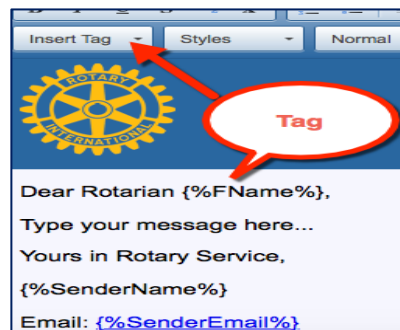 Insert Tag
Styles
Normal
ROTARY
INTERNATIONAL
Tag
Dear Rotarian {%FName%},
Type your message here...
Yours in Rotary Service,
{%SenderName%}
Email: {%SenderEmail%}